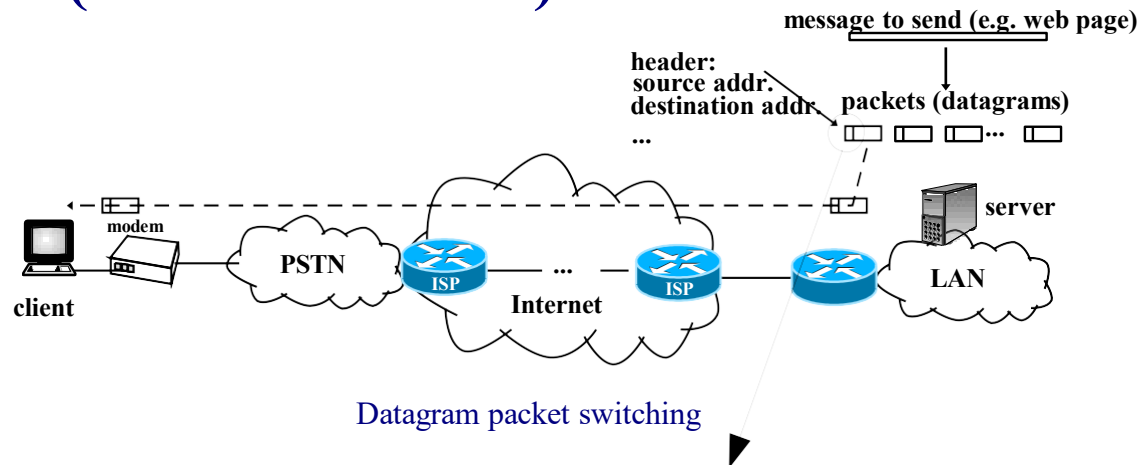 message to send (e.g. web page)
header:
source addr.
destination addr.
...
packets (datagrams)
...
modem
server
client
PSTN
ISP
...
Internet
ISP
LAN
Datagram packet switching